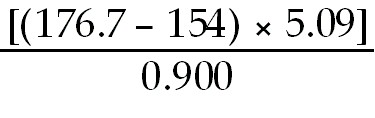 [(176.7 – 154) × 5.09]
0.900